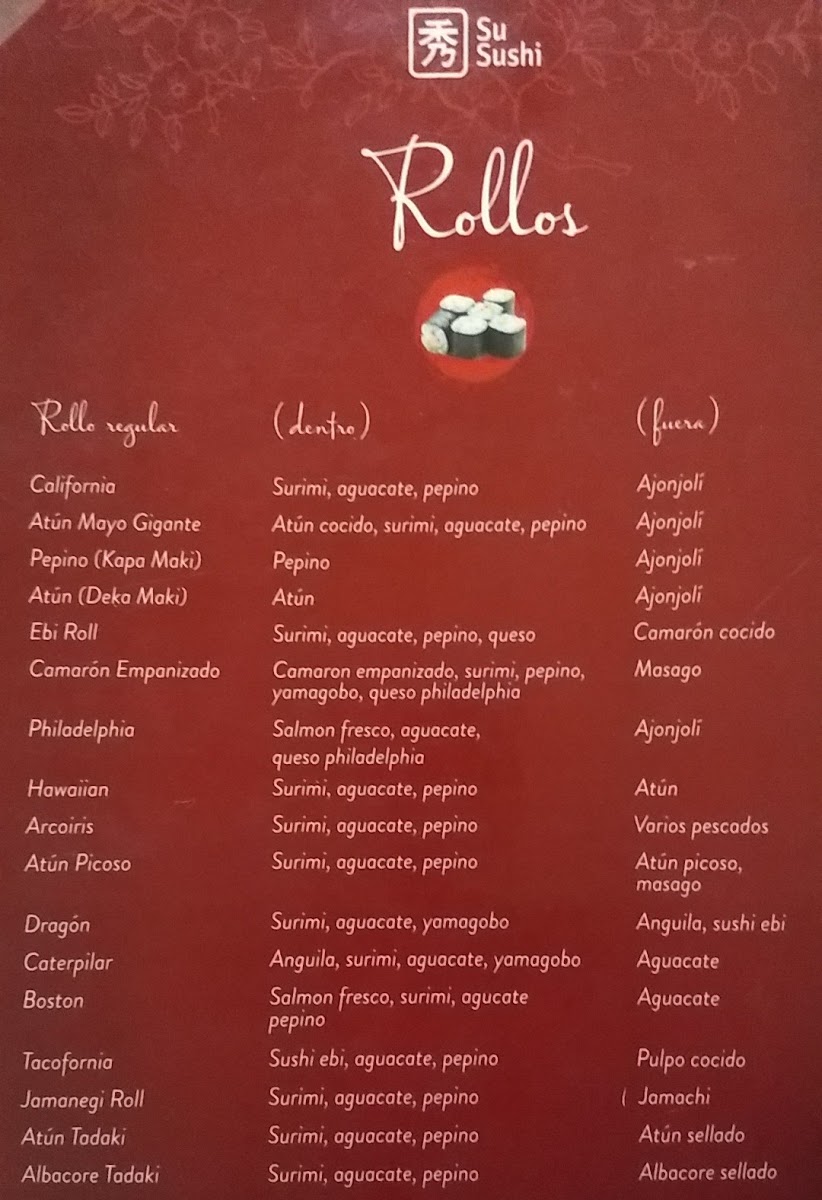 秀 Su
Sushi
Rollos
Rollo regular (dentro) (fuera)
California Surimi, aguacate, pepino Ajonjolí
Atún Mayo Gigante Atún cocido, surimi, aguacate, pepino Ajonjolí
Pepino (Kapa Maki) Pepino Ajonjolí
Atún (Deka Maki) Atún Ajonjolí
Ebi Roll Surimi, aguacate, pepino, queso Camarón cocido
Camarón Empanizado Camaron empanizado, surimi, pepino, Masago
yamagobo, queso philadelphia
Philadelphia Salmon fresco, aguacate, Ajonjolí
queso philadelphia
Hawaiian Surimi, aguacate, pepino Atún
Arcoiris Surimi, aguacate, pepino Varios pescados
Atún Picoso Surimi, aguacate, pepino Atún picoso,
masago
Dragón Surimi, aguacate, yamagobo Anguila, sushi ebi
Caterpilar Anguila, surimi, aguacate, yamagobo Aguacate
Boston Salmon fresco, surimi, agucate Aguacate
pepino
Tacofornia Sushi ebi, aguacate, pepino Pulpo cocido
Jamanegi Roll Surimi, aguacate, pepino ( Jamachi
Atún Tadaki Surimi, aguacate, pepino Atún sellado
Albacore Tadaki Surimi, aguacate, pepino Albacore sellado